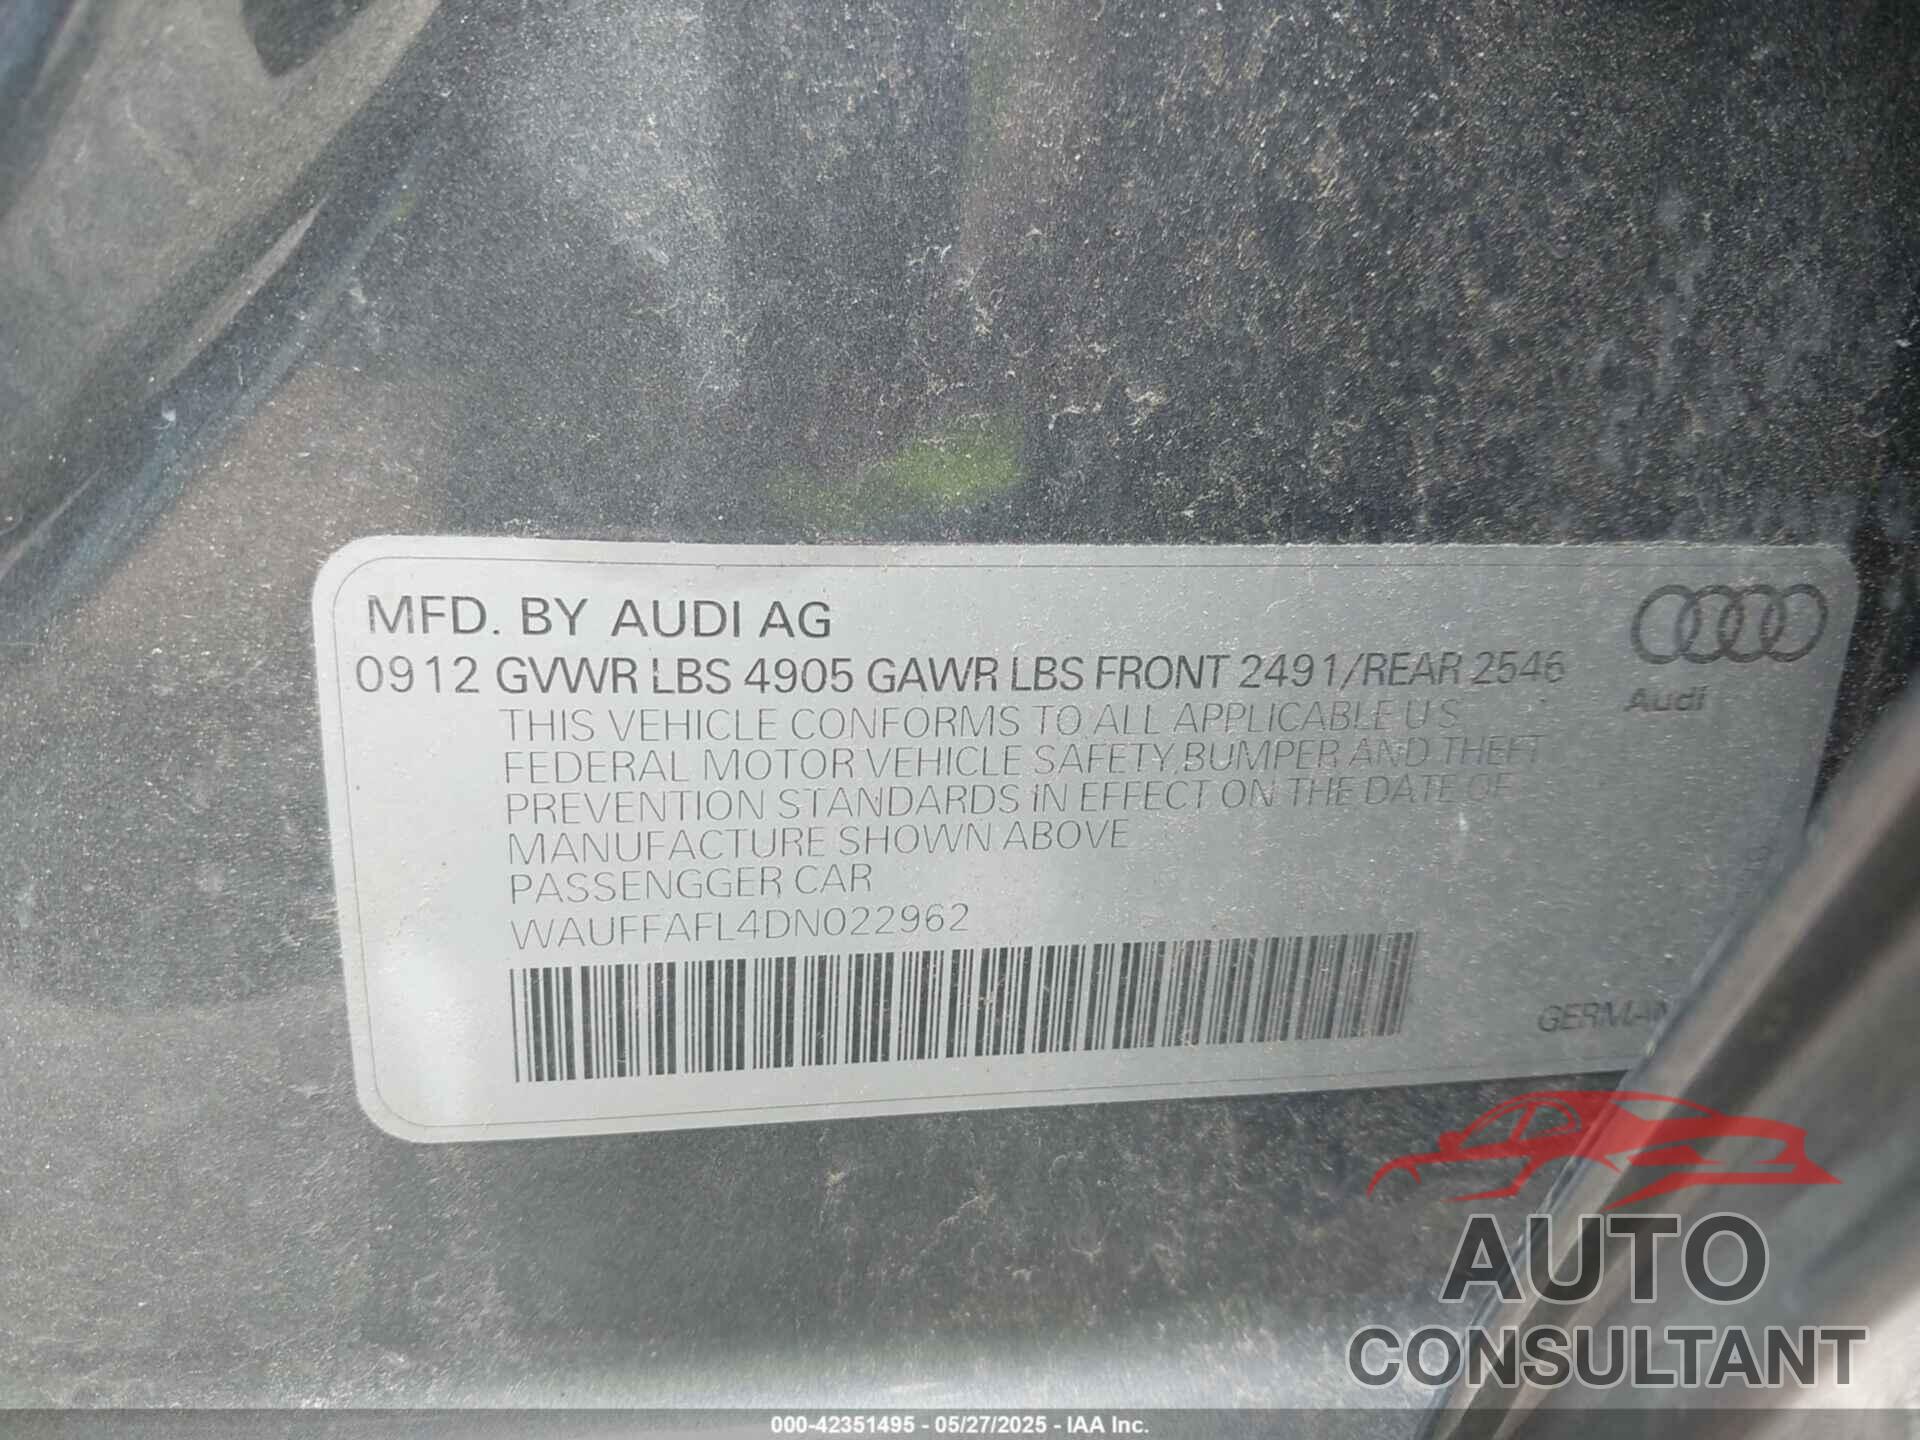 MFD. BY AUDI AG
0912 GVWR LBS 4905 GAWR LBS FRONT 2491/REAR 2546
Audi
THIS VEHICLE CONFORMS TO ALL APPLICABLE U.S.
FEDERAL MOTOR VEHICLE SAFETY, BUMPER AND THEFT
PREVENTION STANDARDS IN EFFECT ON THE DATE OF
MANUFACTURE SHOWN ABOVE
PASSENGGER CAR
WAUFFAFL4DN022962
GERMAN
AUTO
CONSULTANT
000-42351495 - 05/27/2025 - IAA Inc.